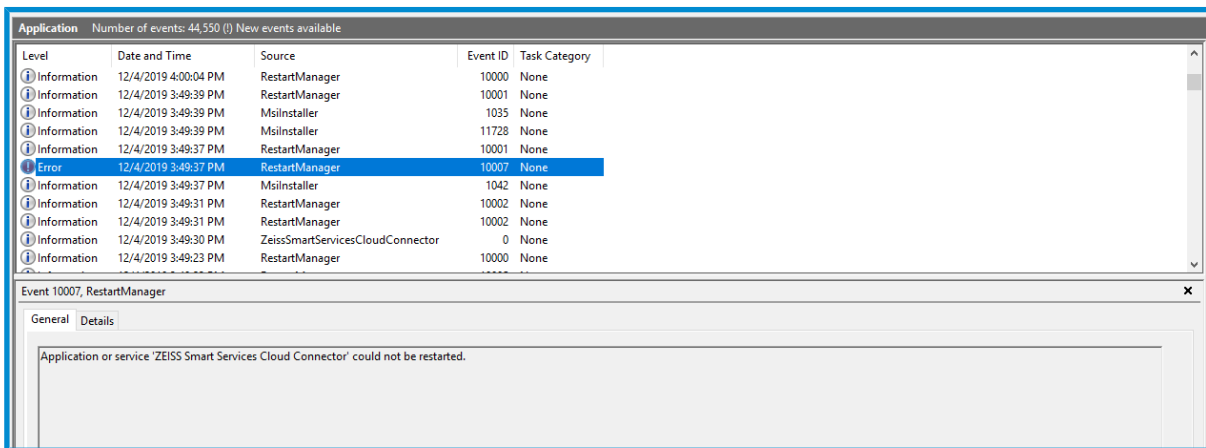 Application Number of events: 44,550 (!) New events available
Level Date and Time Source Event ID Task Category
Information 12/4/2019 4:00:04 PM RestartManager 10000 None
Information 12/4/2019 3:49:39 PM RestartManager 10001 None
Information 12/4/2019 3:49:39 PM MsiInstaller 1035 None
Information 12/4/2019 3:49:39 PM MsiInstaller 11728 None
Information 12/4/2019 3:49:37 PM RestartManager 10001 None
Error 12/4/2019 3:49:37 PM RestartManager 10007 None
Information 12/4/2019 3:49:37 PM MsiInstaller 1042 None
Information 12/4/2019 3:49:31 PM RestartManager 10002 None
Information 12/4/2019 3:49:31 PM RestartManager 10002 None
Information 12/4/2019 3:49:30 PM ZeissSmartServicesCloudConnector 0 None
Information 12/4/2019 3:49:23 PM RestartManager 10000 None
Event 10007, RestartManager
General Details
Application or service 'ZEISS Smart Services Cloud Connector' could not be restarted.